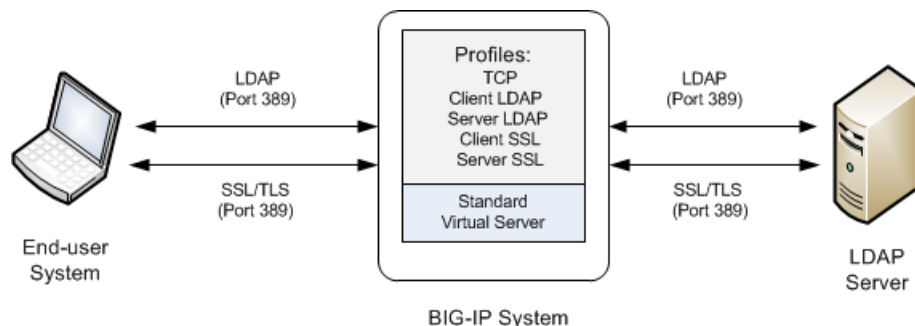 Profiles:
TCP
Client LDAP
Server LDAP
Client SSL
Server SSL
Standard
Virtual Server
LDAP
(Port 389)
SSL/TLS
(Port 389)
LDAP
(Port 389)
SSL/TLS
(Port 389)
End-user
System
LDAP
Server
BIG-IP System